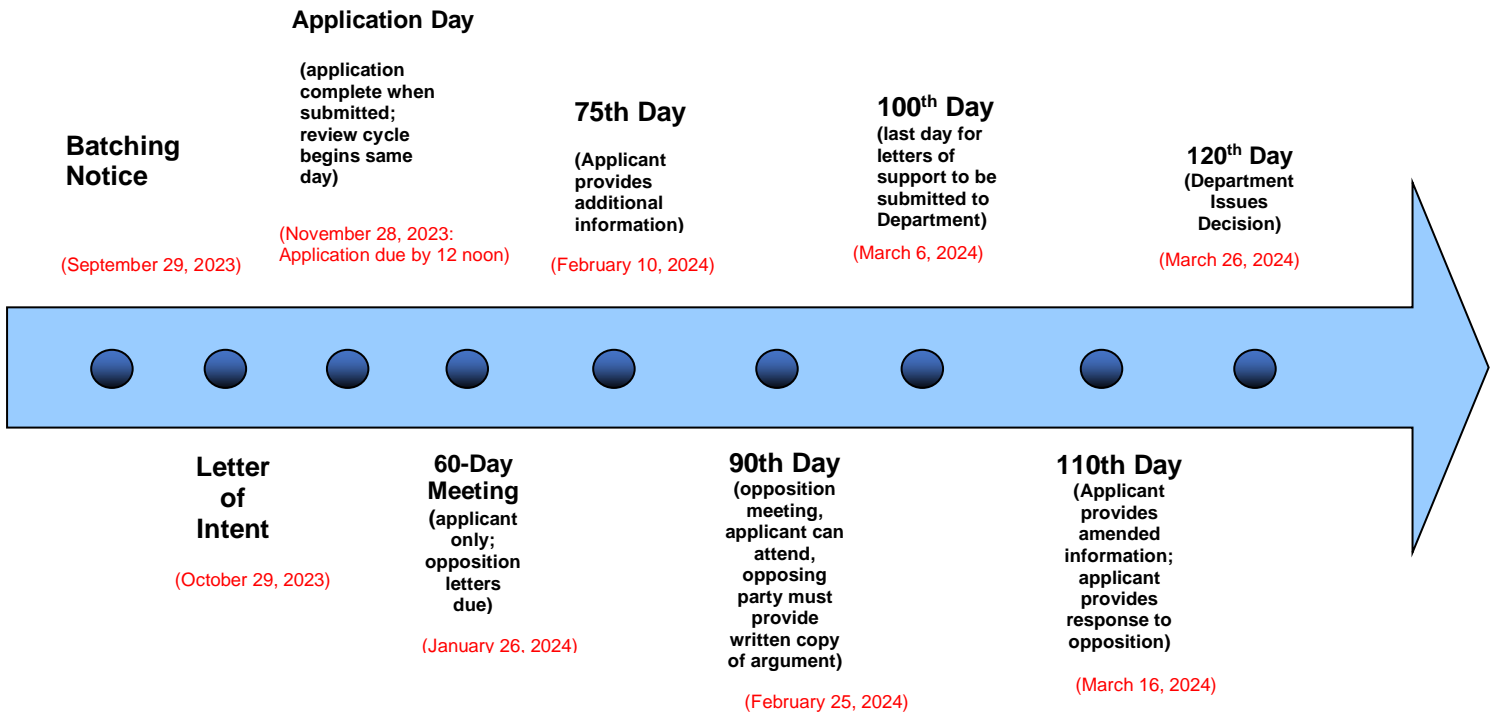 Batching
Notice
(September 29, 2023)
Letter
of
Intent
(October 29, 2023)
Application Day
(application
complete when
submitted;
review cycle
begins same
day)
(November 28, 2023:
Application due by 12 noon)
60-Day
Meeting
(applicant
only;
opposition
letters
due)
(January 26, 2024)
75th Day
(Applicant
provides
additional
information)
(February 10, 2024)
90th Day
(opposition
meeting,
applicant can
attend,
opposing
party must
provide
written copy
of argument)
(February 25, 2024)
100th Day
(last day for
letters of
support to be
submitted to
Department)
(March 6, 2024)
110th Day
(Applicant
provides
amended
information;
applicant
provides
response to
opposition)
(March 16, 2024)
120th Day
(Department
Issues
Decision)
(March 26, 2024)